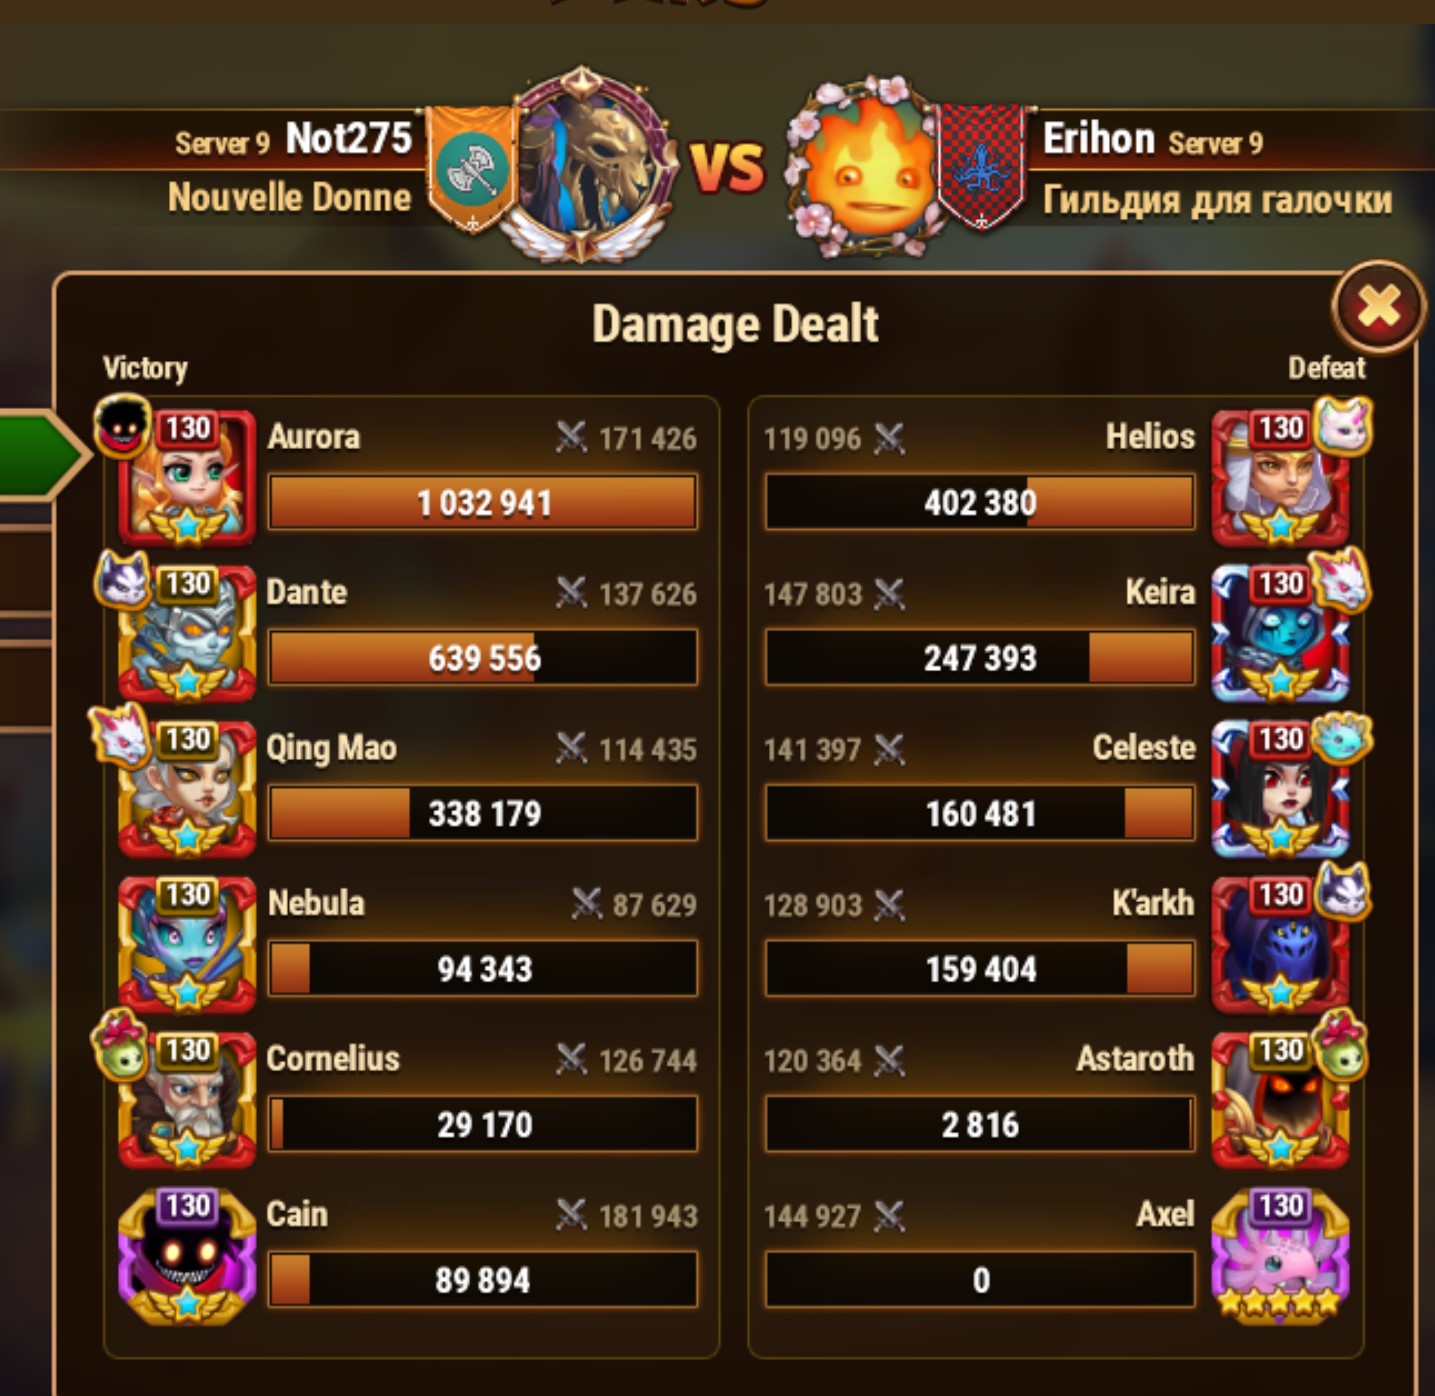 Server 9 Not275
Nouvelle Donne
VS
Erihon Server 9
Гильдия для галочки
Damage Dealt
Victory
Defeat
130
Aurora
171 426
1 032 941
119 096
Helios
130
402 380
130
Dante
137 626
639 556
147 803
Keira
130
247 393
130
Qing Mao
114 435
338 179
141 397
Celeste
130
160 481
130
Nebula
87 629
94 343
128 903
K'arkh
130
159 404
130
Cornelius
126 744
29 170
120 364
Astaroth
130
2 816
130
Cain
181 943
89 894
144 927
Axel
130
0